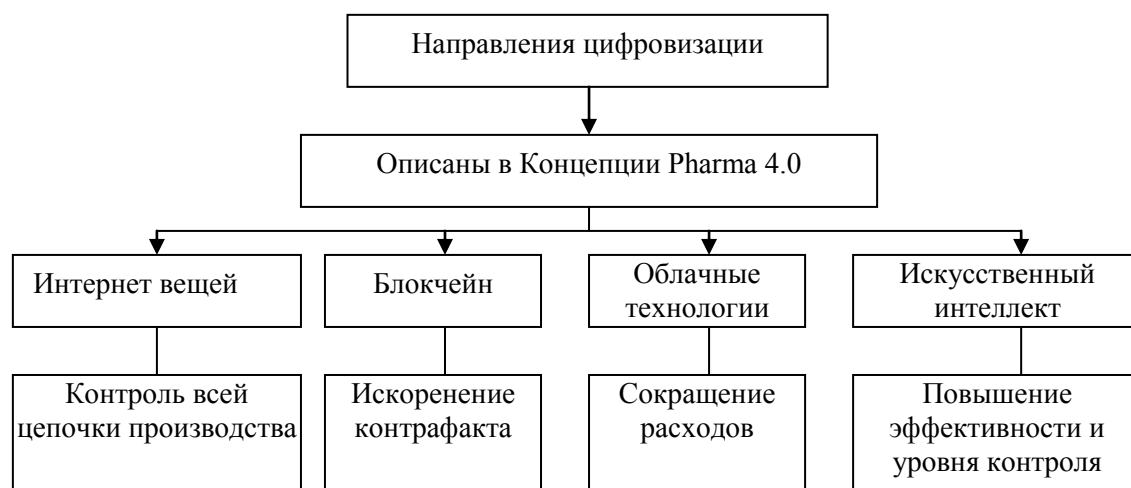 Направления цифровизации
Описаны в Концепции Pharma 4.0
Интернет вещей
Блокчейн
Облачные
технологии
Искусственный
интеллект
Контроль всей
цепочки производства
Искоренение
контрафакта
Сокращение
расходов
Повышение
эффективности и
уровня контроля